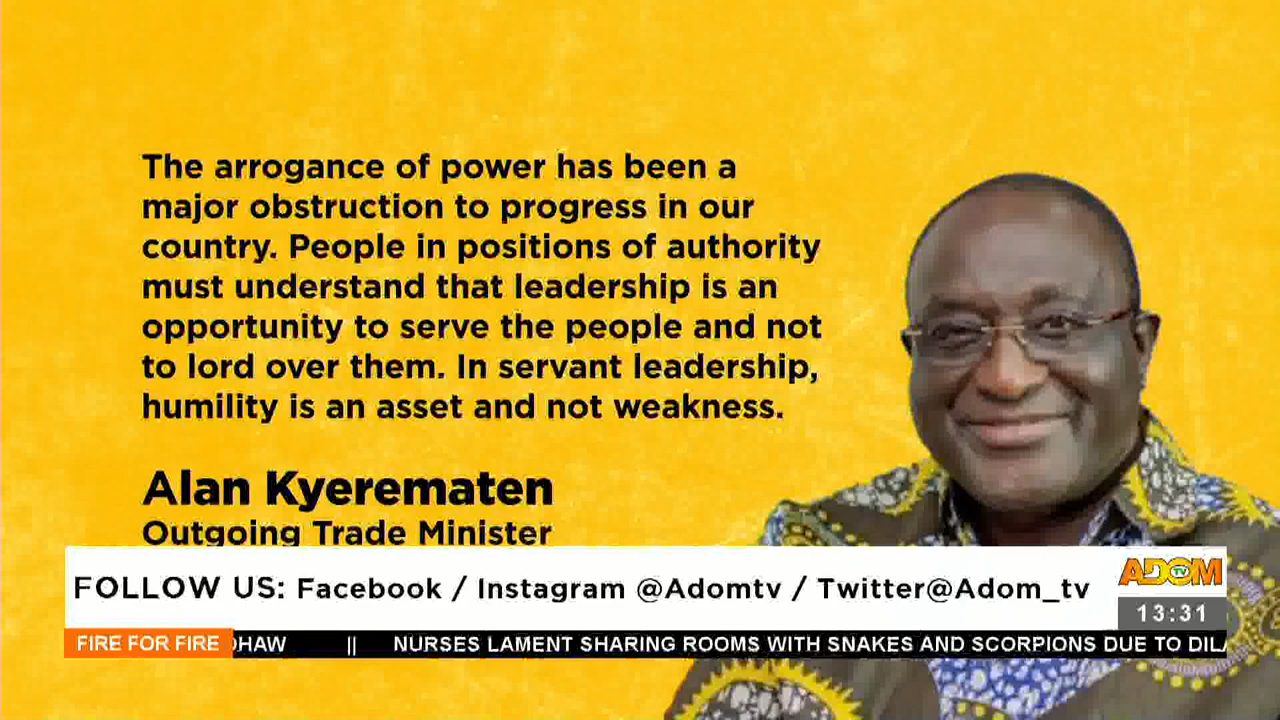 The arrogance of power has been a
major obstruction to progress in our
country. People in positions of authority
must understand that leadership is an
opportunity to serve the people and not
to lord over them. In servant leadership,
humility is an asset and not weakness.
Alan Kyerematen
Outgoing Trade Minister
FOLLOW US: Facebook / Instagram @Adomtv / Twitter@Adom_tv
ADOM TV
13:31
FIRE FOR FIRE DHAW || NURSES LAMENT SHARING ROOMS WITH SNAKES AND SCORPIONS DUE TO DILA